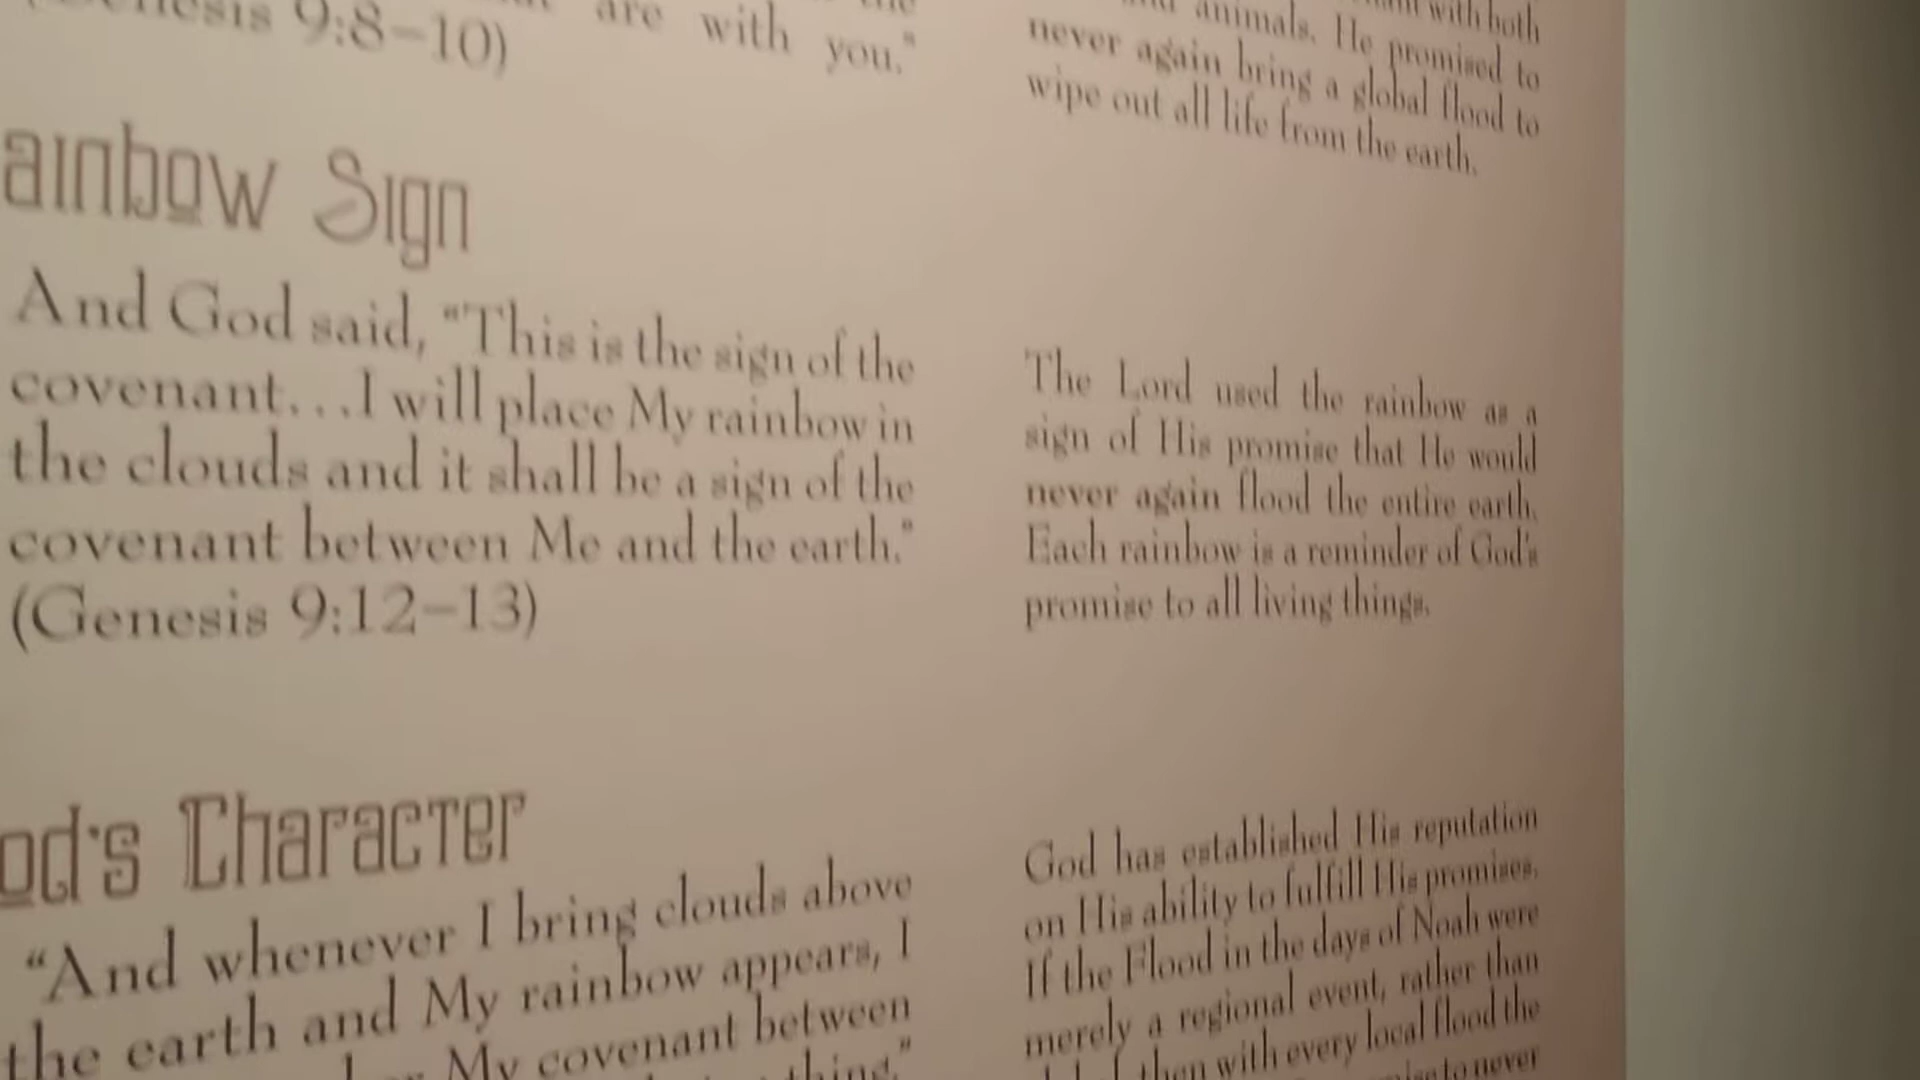 Genesis 9:8–10)
are with you."
ainbow Sign
And God said, "This is the sign of the
covenant...I will place My rainbow in
the clouds and it shall be a sign of the
covenant between Me and the earth."
(Genesis 9:12–13)
od's Character
"And whenever I bring clouds above
the earth and My rainbow appears, I
My covenant between
thing."
with both
animals. He promised to
never again bring a global flood to
wipe out all life from the earth.
The Lord used the rainbow as a
sign of His promise that He would
never again flood the entire earth.
Each rainbow is a reminder of God's
promise to all living things.
God has established His reputation
on His ability to fulfill His promises.
If the Flood in the days of Noah were
merely a regional event, rather than
then with every local flood the
to never